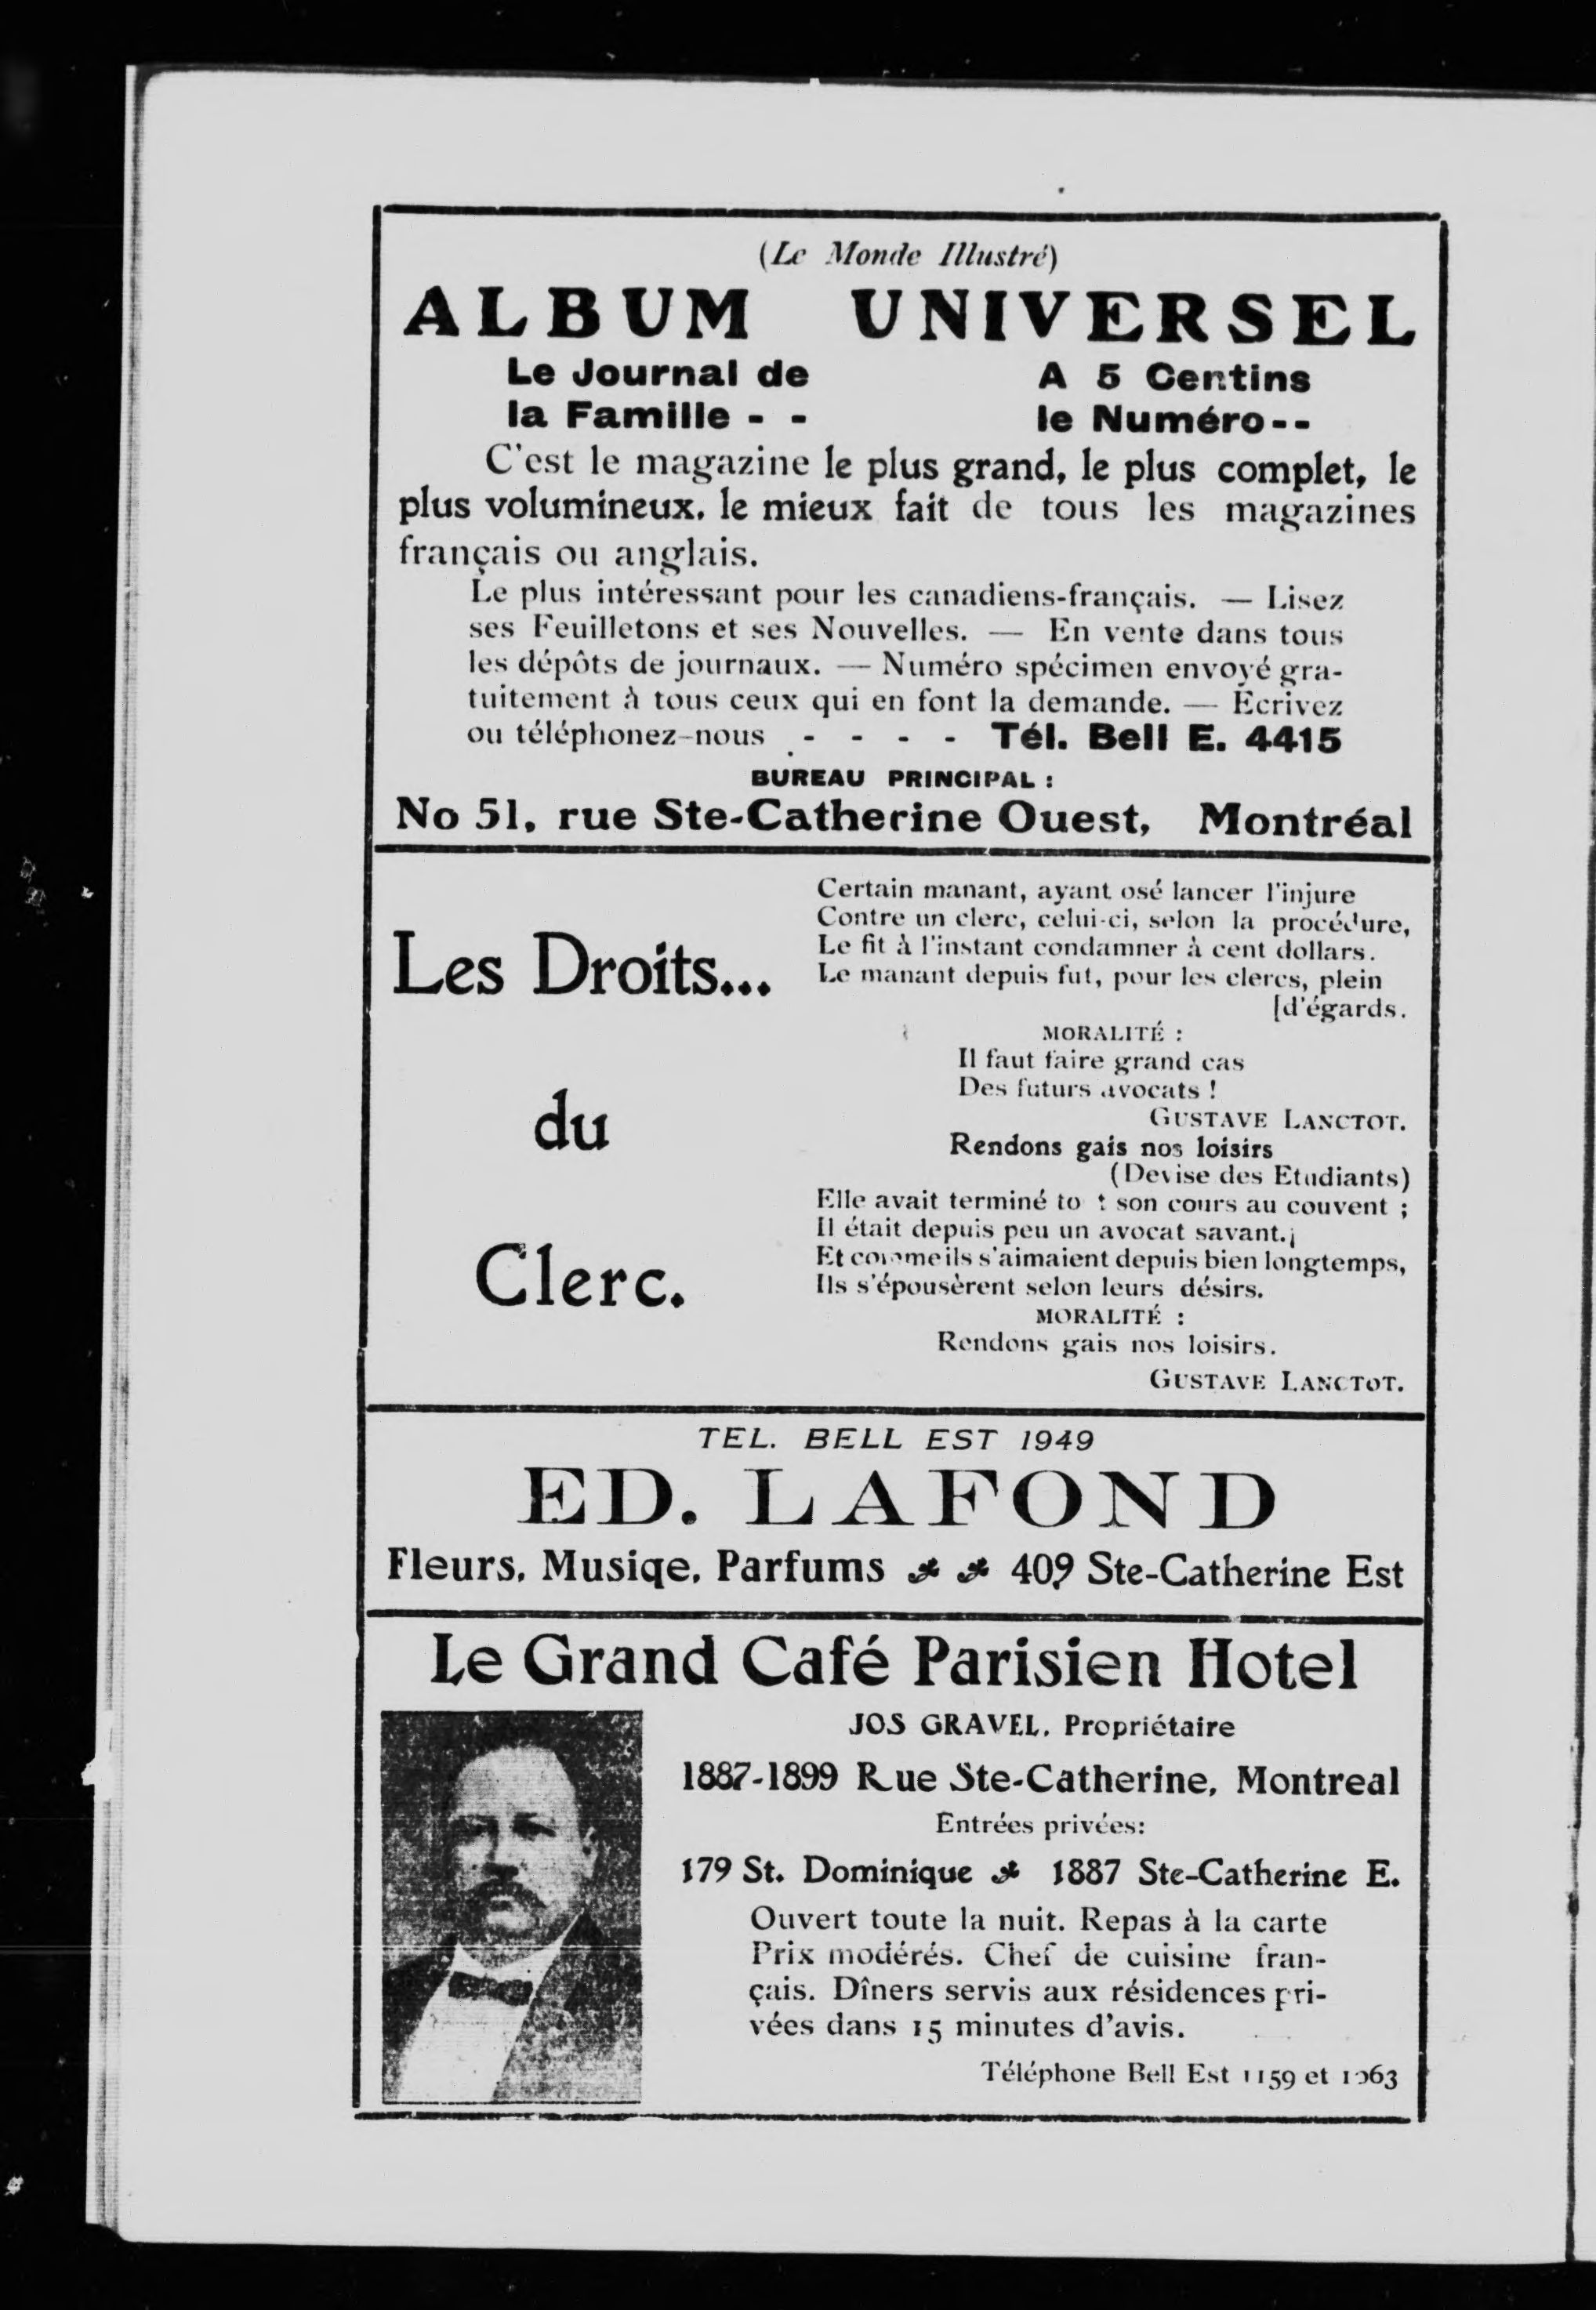 (Le Monde Illustré)
ALBUM UNIVERSEL
Le Journal de
la Famille - -
A 5 Centins
le Numéro--
C'est le magazine le plus grand, le plus complet, le
plus volumineux. le mieux fait de tous les magazines
français ou anglais.
Le plus intéressant pour les canadiens-français. — Lisez
ses Feuilletons et ses Nouvelles. — En vente dans tous
les dépôts de journaux. — Numéro spécimen envoyé gra-
tuitement à tous ceux qui en font la demande. — Ecrivez
ou téléphonez-nous - - - - Tél. Bell E. 4415
BUREAU PRINCIPAL :
No 51, rue Ste-Catherine Ouest, Montréal
Les Droits...
du
Clerc.
Certain manant, ayant osé lancer l'injure
Contre un clerc, celui-ci, selon la procédure,
Le fit à l'instant condamner à cent dollars.
Le manant depuis fut, pour les clercs, plein
[d'égards.
MORALITÉ :
Il faut faire grand cas
Des futurs avocats !
GUSTAVE LANCTOT.
Rendons gais nos loisirs
(Devise des Etudiants)
Elle avait terminé to t son cours au couvent ;
Il était depuis peu un avocat savant.
Et comme ils s'aimaient depuis bien longtemps,
Ils s'épousèrent selon leurs désirs.
MORALITÉ :
Rendons gais nos loisirs.
GUSTAVE LANCTOT.
TEL. BELL EST 1949
ED. LAFOND
Fleurs, Musiqe, Parfums 409 Ste-Catherine Est
Le Grand Café Parisien Hotel
JOS GRAVEL, Propriétaire
1887-1899 Rue Ste-Catherine, Montreal
Entrées privées:
179 St. Dominique 1887 Ste-Catherine E.
Ouvert toute la nuit. Repas à la carte
Prix modérés. Chef de cuisine fran-
çais. Dîners servis aux résidences pri-
vées dans 15 minutes d'avis.
Téléphone Bell Est 1159 et